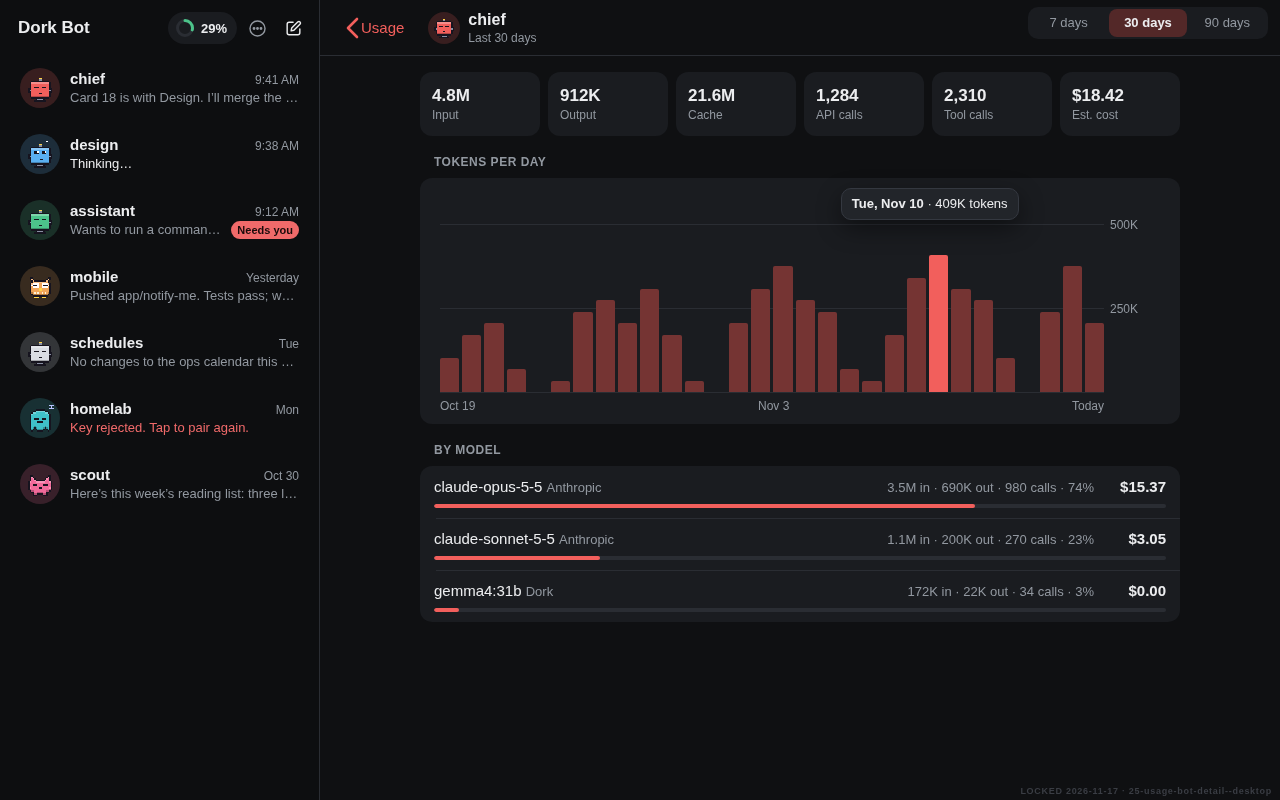 Dork Bot
29%
chief
9:41 AM
Card 18 is with Design. I'll merge the …
design
9:38 AM
Thinking…
assistant
9:12 AM
Wants to run a comman…
Needs you
mobile
Yesterday
Pushed app/notify-me. Tests pass; w…
schedules
Tue
No changes to the ops calendar this …
homelab
Mon
Key rejected. Tap to pair again.
scout
Oct 30
Here's this week's reading list: three l…
Usage
chief
Last 30 days
7 days
30 days
90 days
4.8M
Input
912K
Output
21.6M
Cache
1,284
API calls
2,310
Tool calls
$18.42
Est. cost
TOKENS PER DAY
Tue, Nov 10 · 409K tokens
500K
250K
Oct 19
Nov 3
Today
BY MODEL
claude-opus-5-5 Anthropic
3.5M in · 690K out · 980 calls · 74%
$15.37
claude-sonnet-5-5 Anthropic
1.1M in · 200K out · 270 calls · 23%
$3.05
gemma4:31b Dork
172K in · 22K out · 34 calls · 3%
$0.00
LOCKED 2026-11-17 · 25-usage-bot-detail--desktop